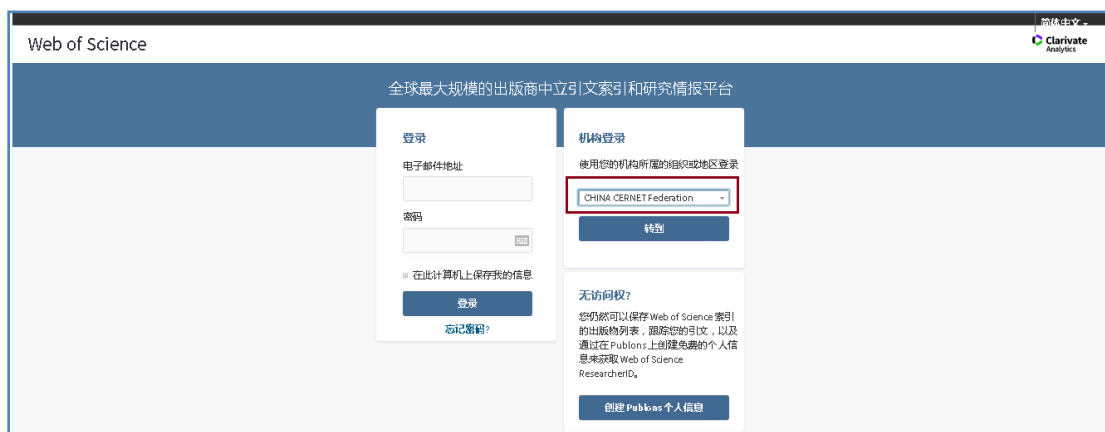 简体中文
Web of Science
Clarivate
Analytics
全球最大规模的出版商中立引文索引和研究情报平台
登录
电子邮件地址
密码
在此计算机上保存我的信息
登录
忘记密码?
机构登录
使用您的机构所属的组织或地区登录
CHINA CERNET Federation
转到
无访问权?
您仍然可以保存 Web of Science 索引
的出版物列表，跟踪您的引文，以及
通过在 Publons 上创建免费的个人信
息来获取 Web of Science
ResearcherID。
创建 Publons 个人信息